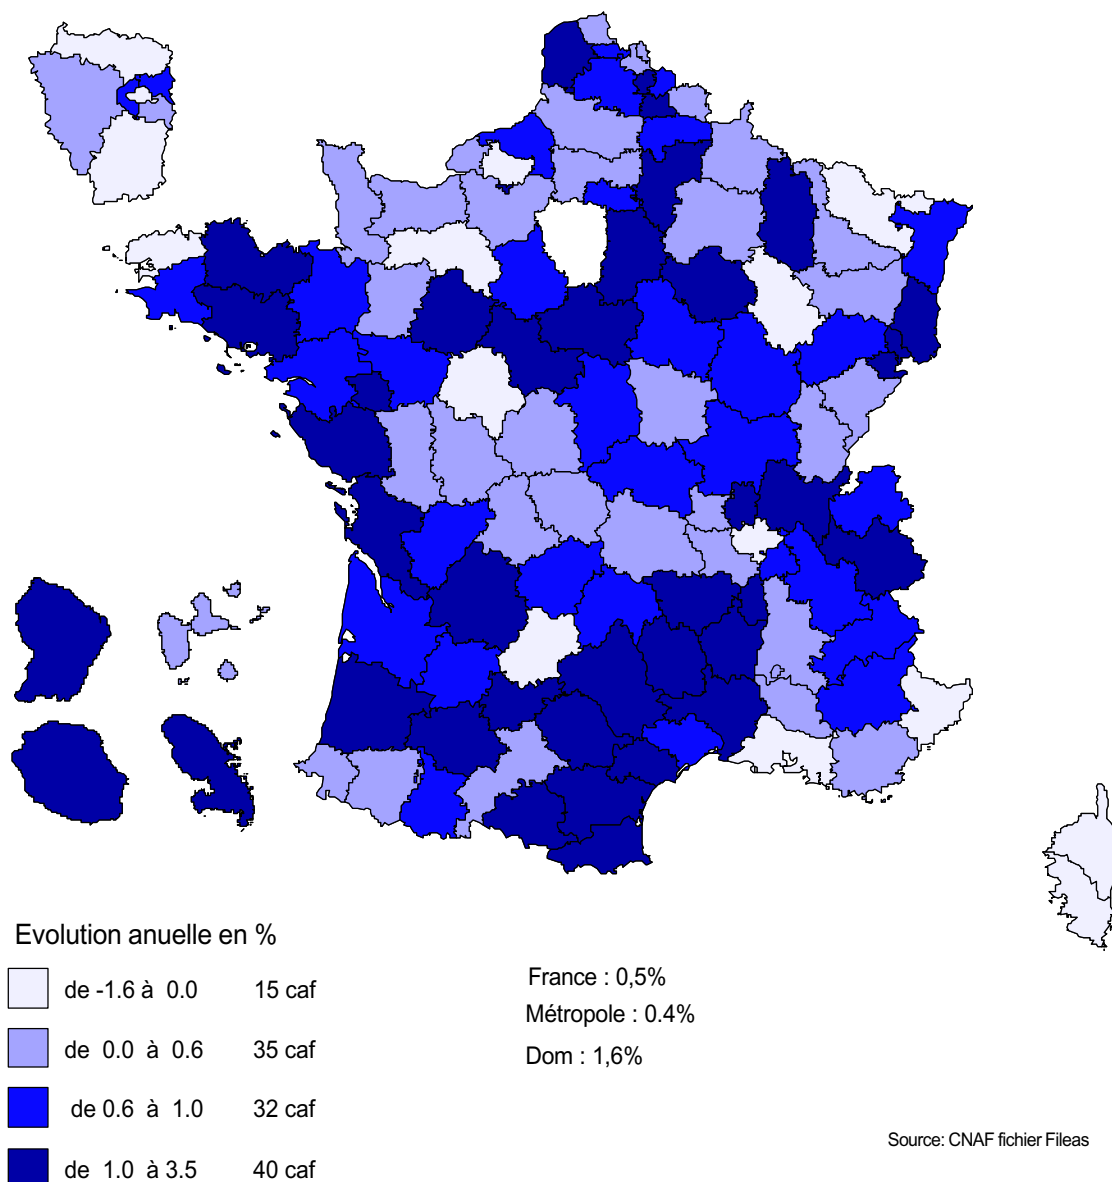 Evolution anuelle en %
de -1.6 à 0.0 15 caf
de 0.0 à 0.6 35 caf
de 0.6 à 1.0 32 caf
de 1.0 à 3.5 40 caf
France : 0,5%
Métropole : 0.4%
Dom : 1,6%
Source: CNAF fichier Fileas